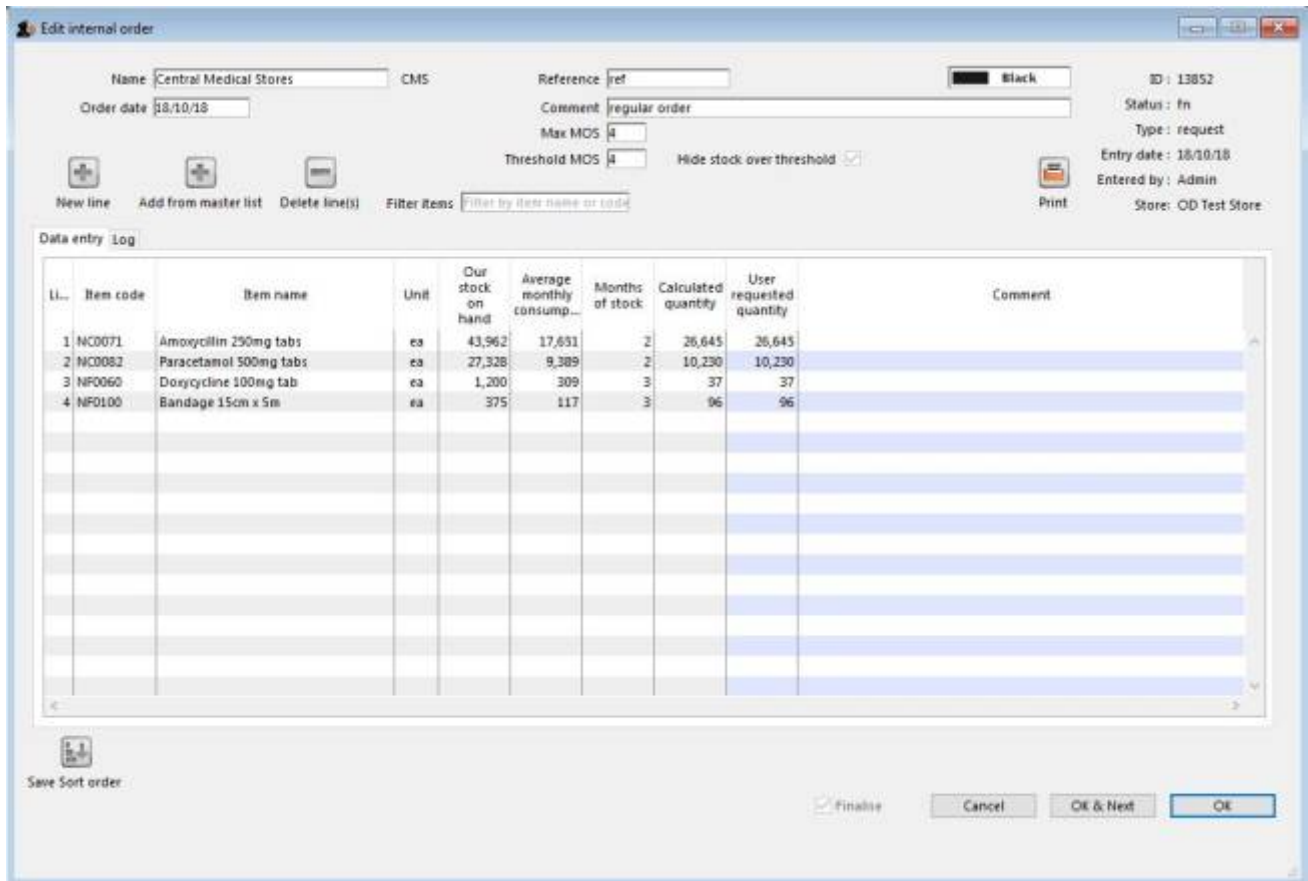 Edit internal order
Name Central Medical Stores CMS Reference ref Black ID : 13852
Order date 18/10/18 Comment regular order Status : fn
Max MOS 4 Type : request
Threshold MOS 4 Hide stock over threshold Entry date : 18/10/18
Entered by : Admin
New line Add from master list Delete line(s) Filter items Filter by item name or code Print Store: OD Test Store
Data entry Log
Li... Item code Item name Unit Our stock on hand Average monthly consump... Months of stock Calculated quantity User requested quantity Comment
1 NC0071 Amoxycillin 250mg tabs ea 43,962 17,651 2 26,645 26,645
2 NC0082 Paracetamol 500mg tabs ea 27,328 9,389 2 10,230 10,230
3 NF0060 Doxycycline 100mg tab ea 1,200 309 3 37 37
4 NF0100 Bandage 15cm x 5m ea 375 117 3 96 96
Save Sort order
Finalise Cancel OK & Next OK